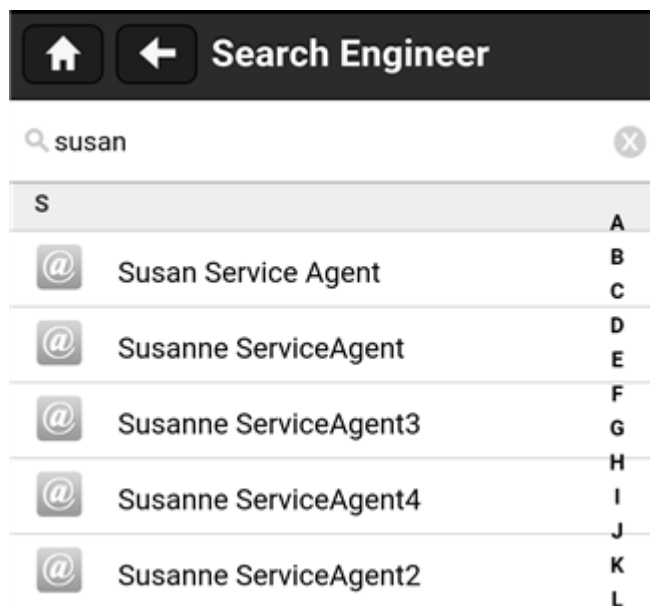 Search Engineer
susan
S
Susan Service Agent
Susanne ServiceAgent
Susanne ServiceAgent3
Susanne ServiceAgent4
Susanne ServiceAgent2
A
B
C
D
E
F
G
H
I
J
K
L